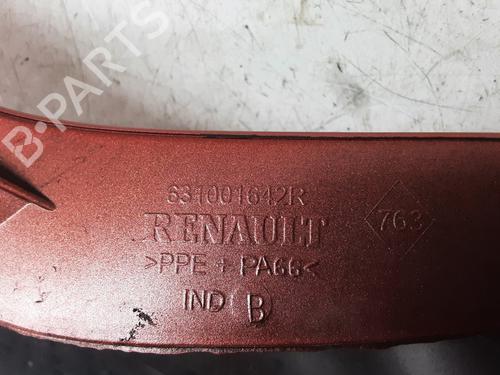 B-PARTS
631001642R
RENAULT
763
>PPE + PA66<
IND B